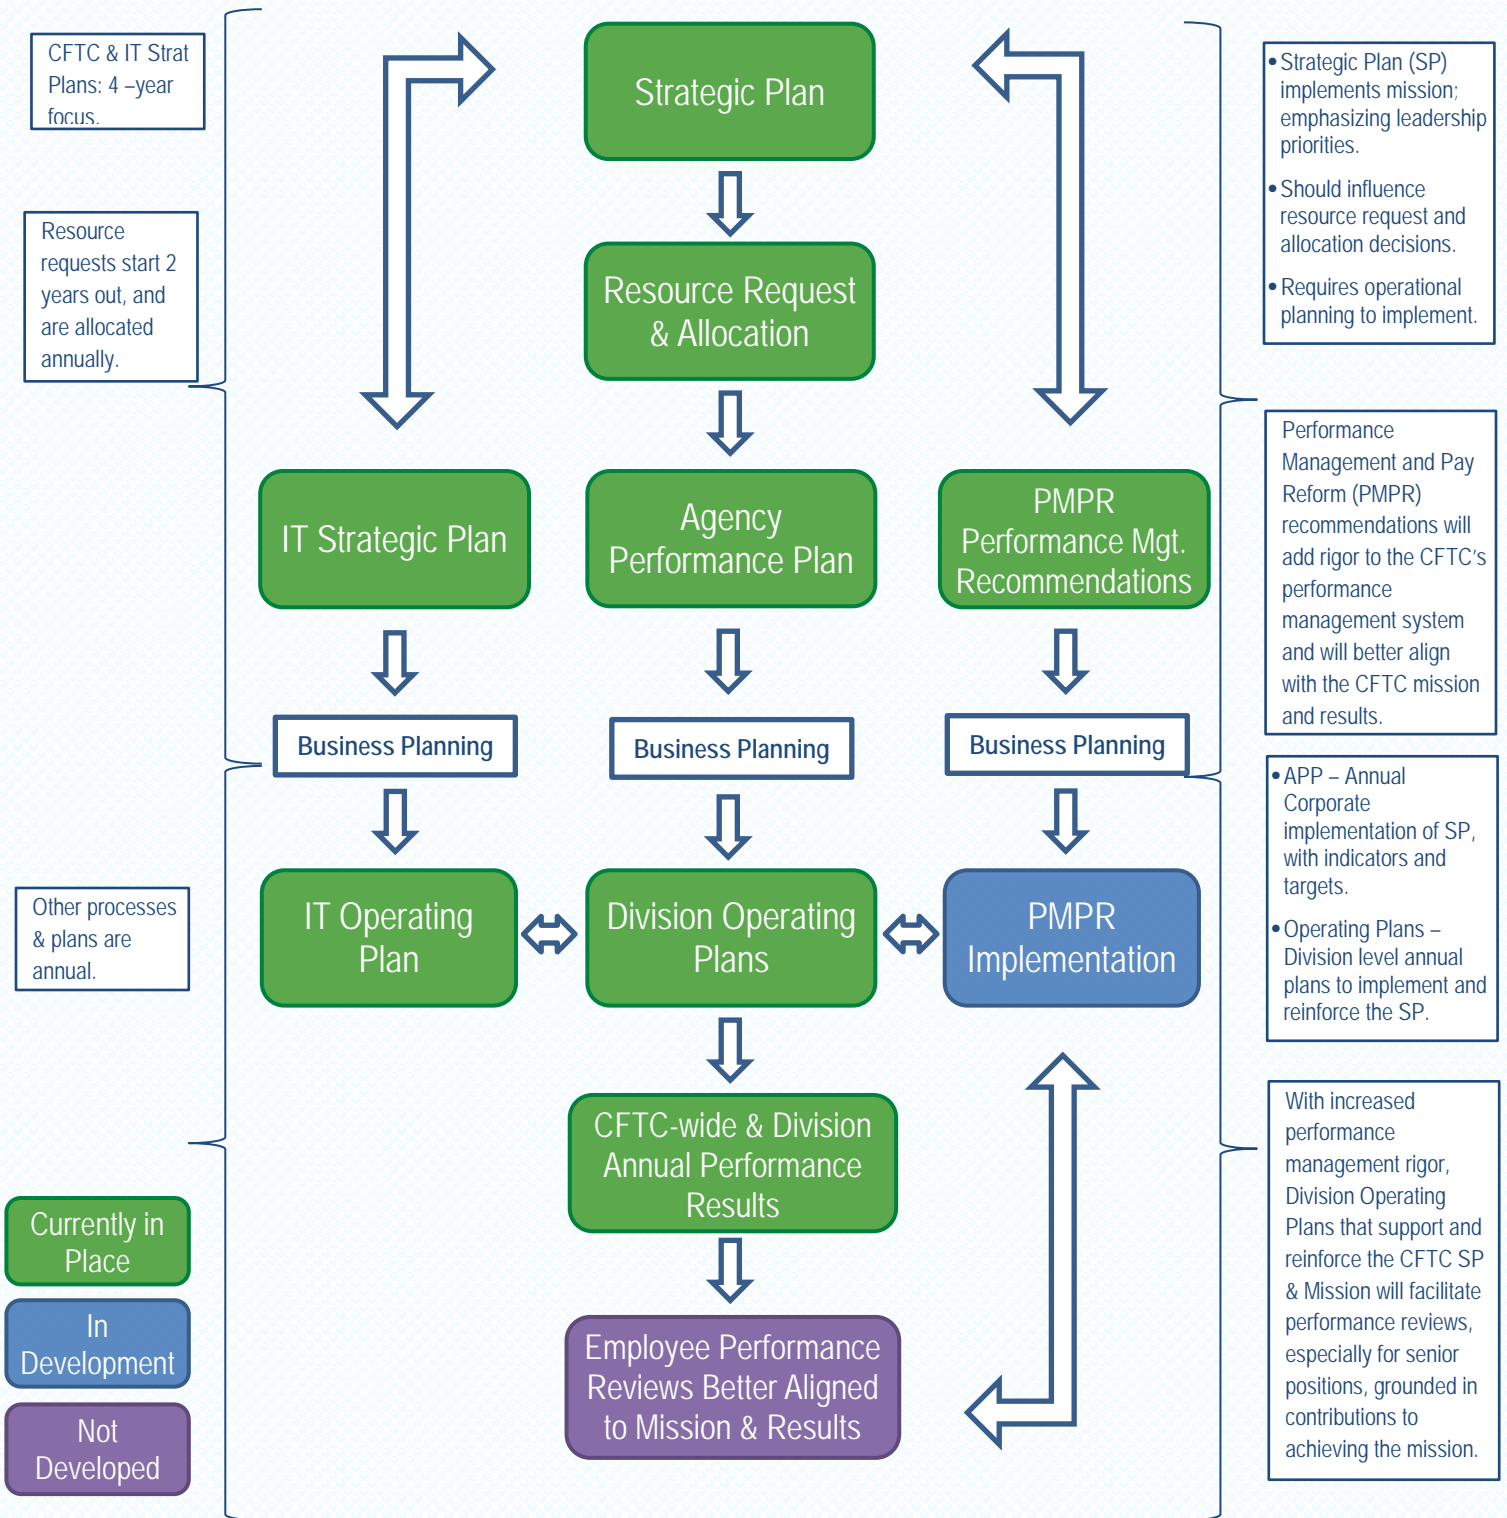 CFTC & IT Strat
Plans: 4 –year
focus.
Resource
requests start 2
years out, and
are allocated
annually.
Other processes
& plans are
annual.
Currently in
Place
In
Development
Not
Developed
Strategic Plan
Resource Request
& Allocation
IT Strategic Plan
Agency
Performance Plan
PMPR
Performance Mgt.
Recommendations
Business Planning
Business Planning
Business Planning
IT Operating
Plan
Division Operating
Plans
PMPR
Implementation
CFTC-wide & Division
Annual Performance
Results
Employee Performance
Reviews Better Aligned
to Mission & Results
• Strategic Plan (SP)
implements mission;
emphasizing leadership
priorities.
• Should influence
resource request and
allocation decisions.
• Requires operational
planning to implement.
Performance
Management and Pay
Reform (PMPR)
recommendations will
add rigor to the CFTC’s
performance
management system
and will better align
with the CFTC mission
and results.
• APP – Annual
Corporate
implementation of SP,
with indicators and
targets.
• Operating Plans –
Division level annual
plans to implement and
reinforce the SP.
With increased
performance
management rigor,
Division Operating
Plans that support and
reinforce the CFTC SP
& Mission will facilitate
performance reviews,
especially for senior
positions, grounded in
contributions to
achieving the mission.